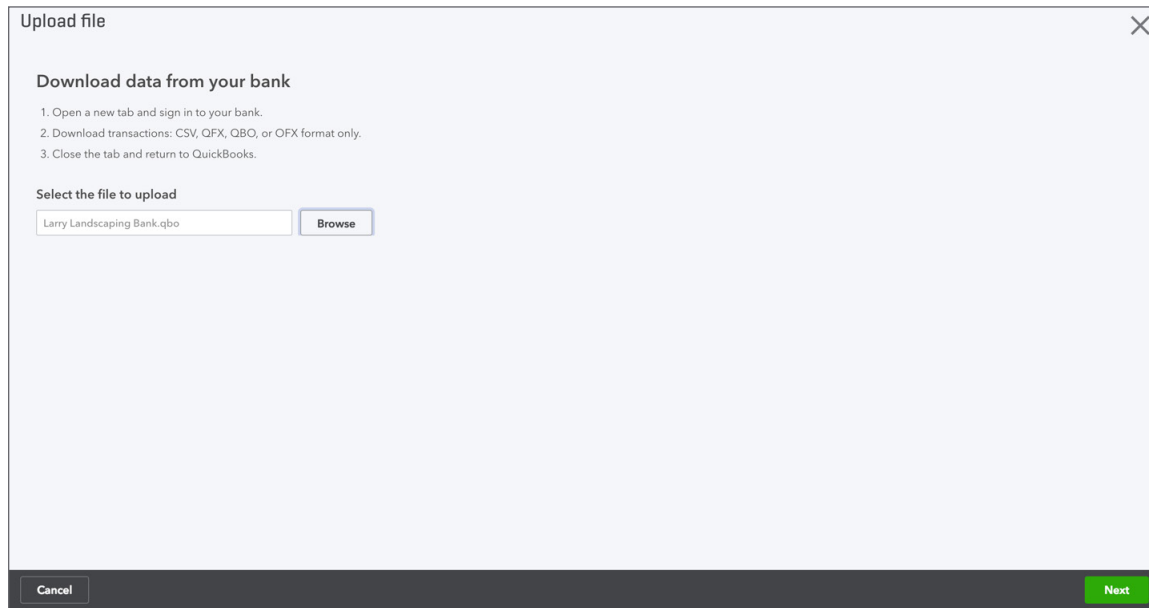 Upload file
Download data from your bank
1. Open a new tab and sign in to your bank.
2. Download transactions: CSV, QFX, QBO, or OFX format only.
3. Close the tab and return to QuickBooks.
Select the file to upload
Larry Landscaping Bank.qbo
Browse
Cancel
Next